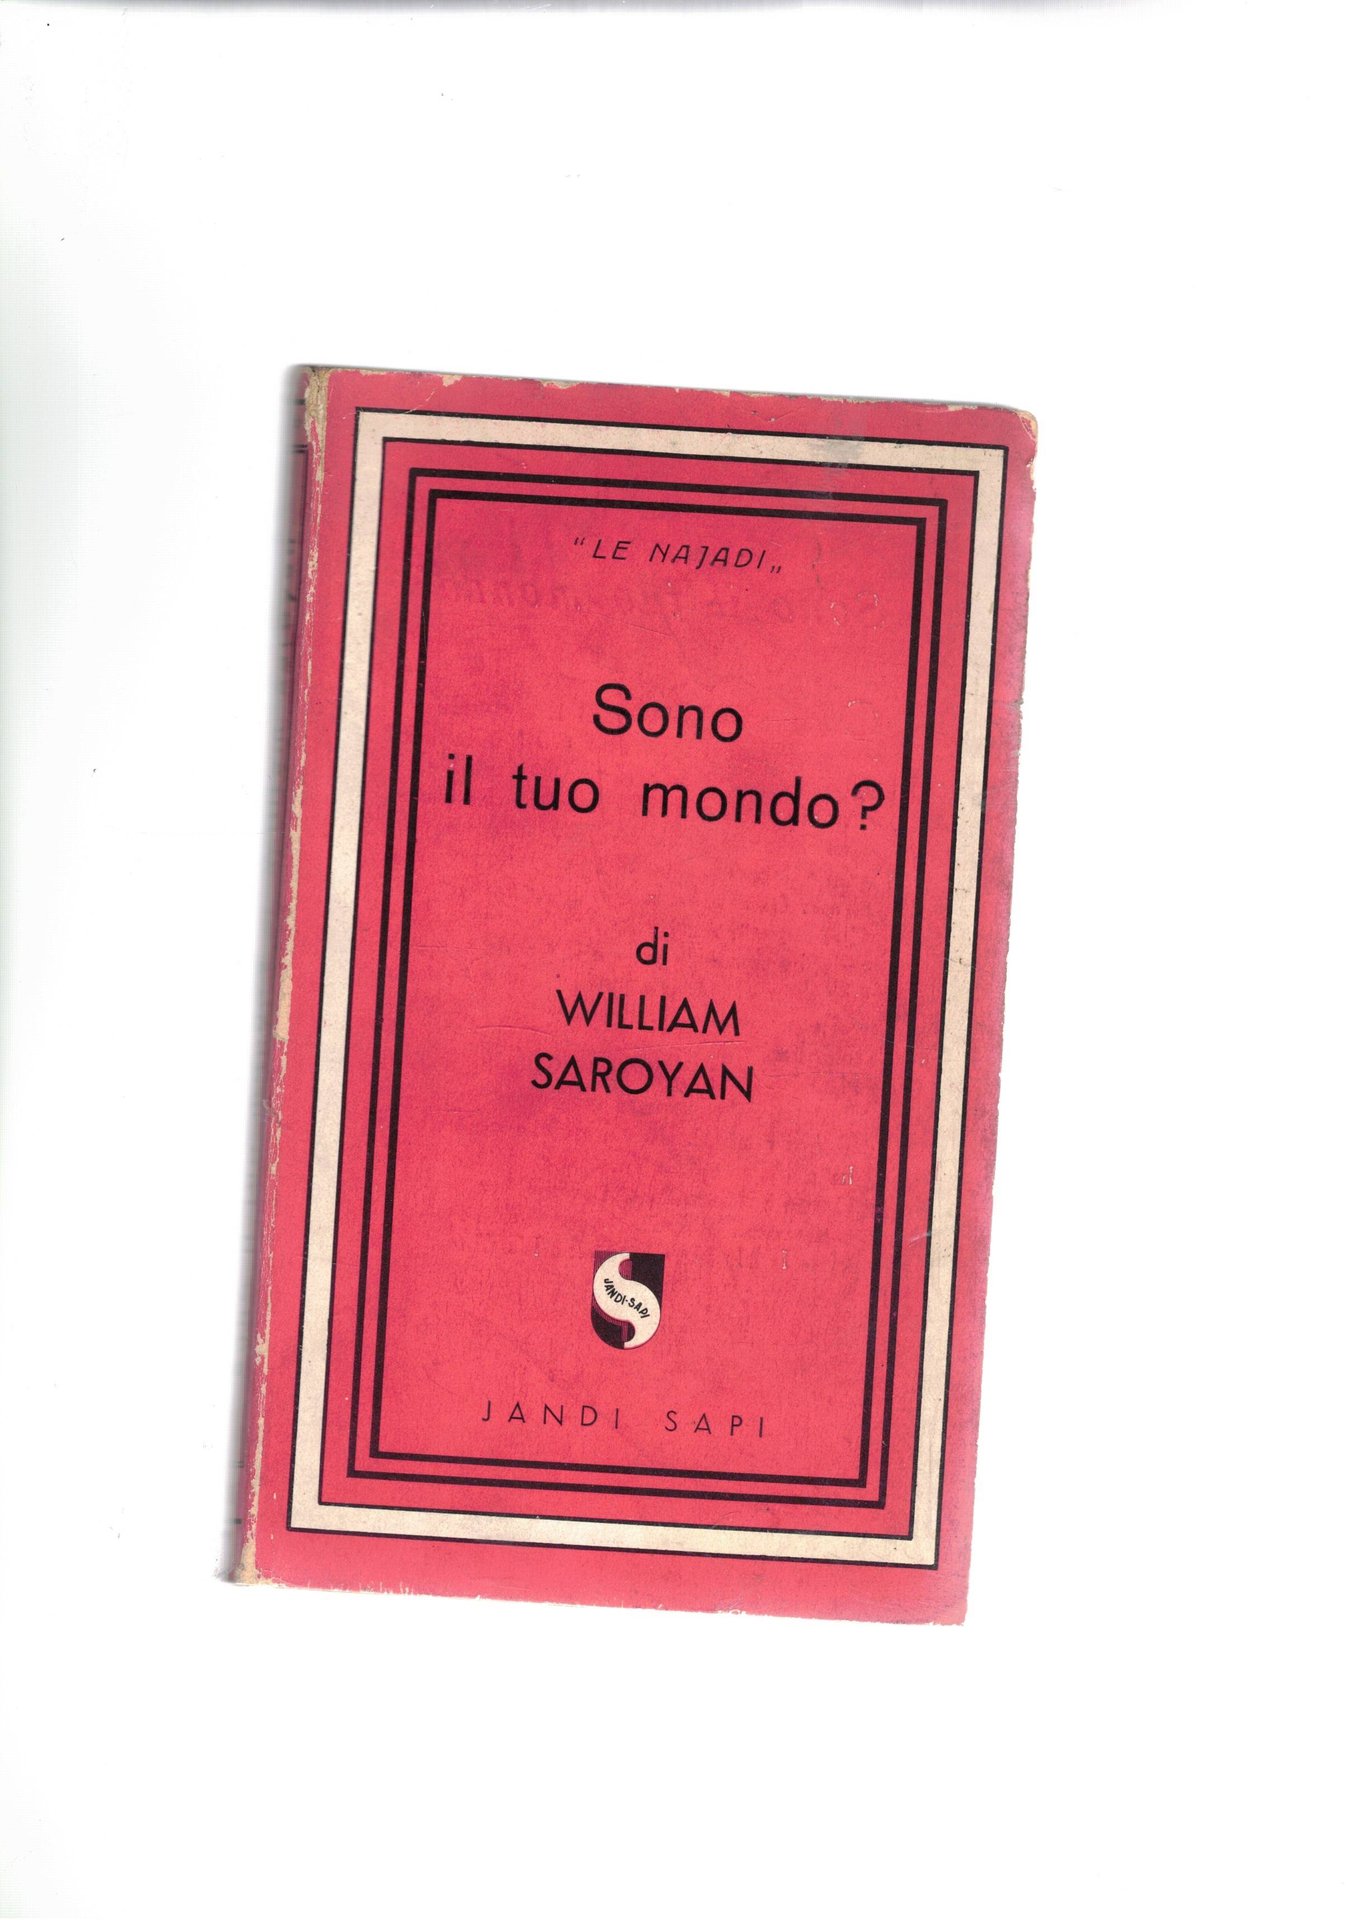 "LE NAJADI„
Sono
il tuo mondo?
di
WILLIAM
SAROYAN
JANDI-SAPI
JANDI SAPI